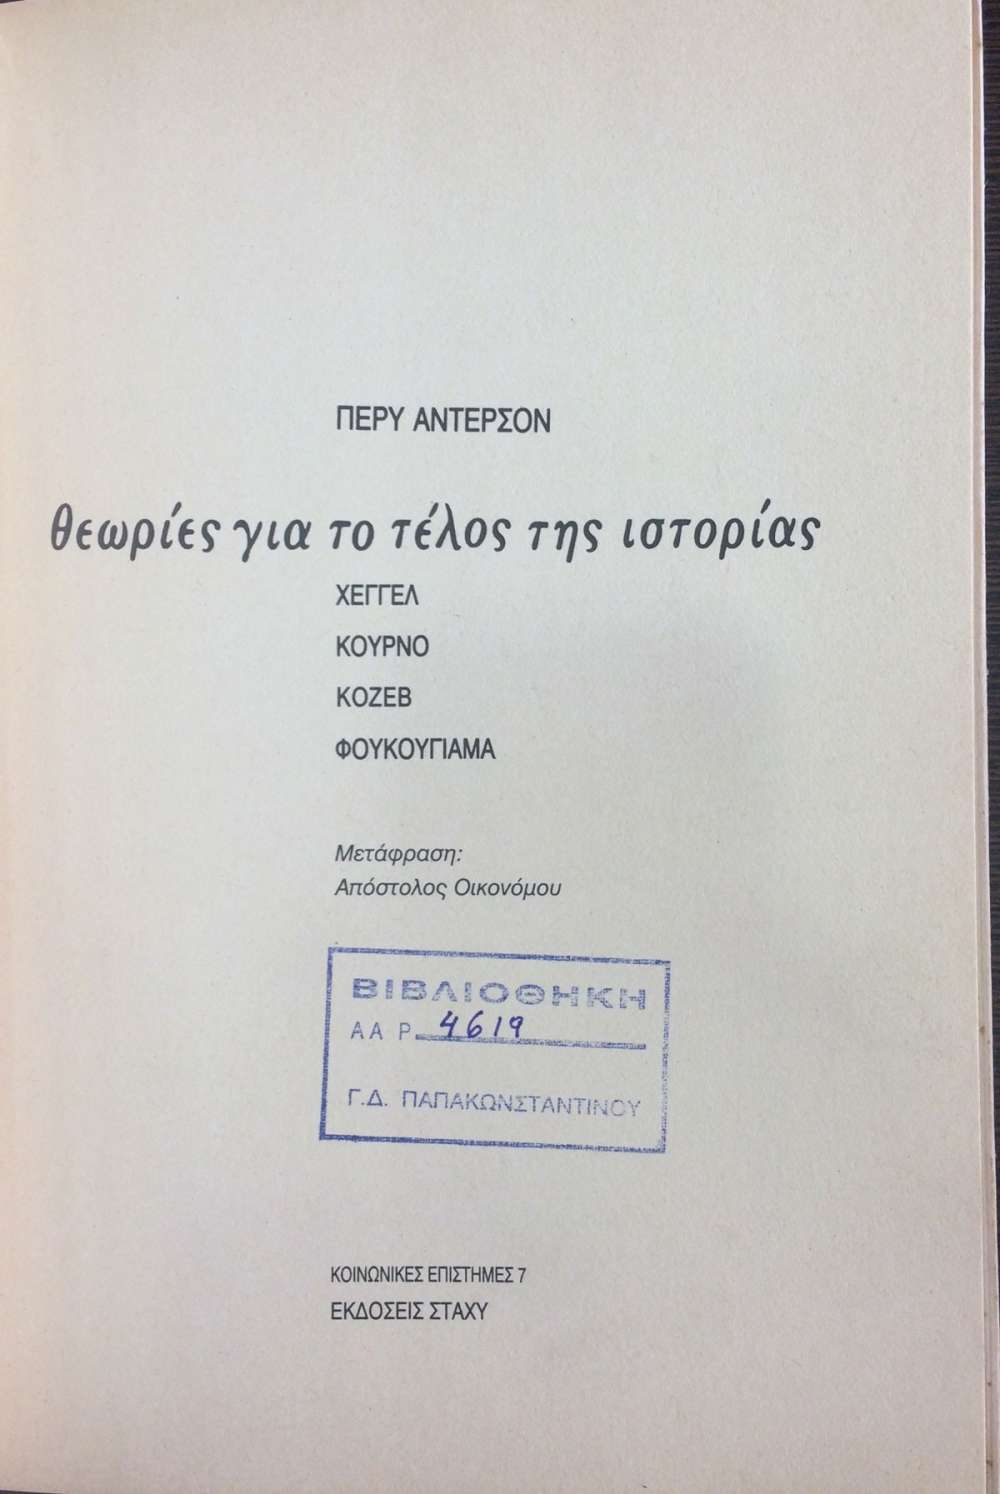 ΠΕΡΥ ΑΝΤΕΡΣΟΝ
θεωρίες για το τέλος της ιστορίας
ΧΕΓΓΕΛ
ΚΟΥΡΝΟ
ΚΟΖΕΒ
ΦΟΥΚΟΥΓΙΑΜΑ
Μετάφραση:
Απόστολος Οικονόμου
ΒΙΒΛΙΟΘΗΚΗ
ΑΑ Ρ 4619
Γ.Δ. ΠΑΠΑΚΩΝΣΤΑΝΤΙΝΟΥ
ΚΟΙΝΩΝΙΚΕΣ ΕΠΙΣΤΗΜΕΣ 7
ΕΚΔΟΣΕΙΣ ΣΤΑΧΥ